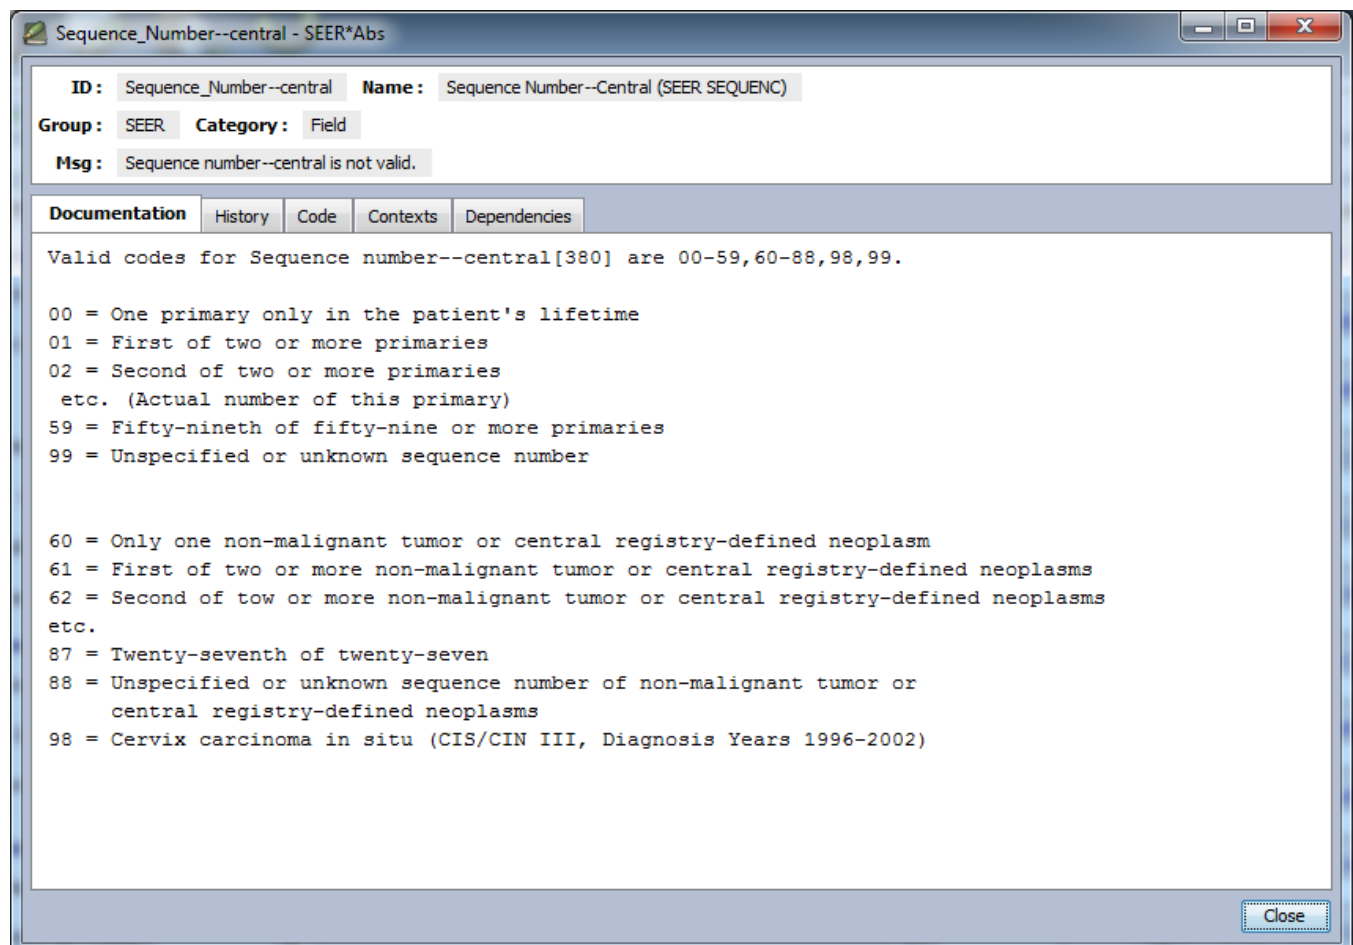 Sequence_Number--central - SEER*Abs
ID: Sequence_Number--central Name: Sequence Number--Central (SEER SEQUENC)
Group: SEER Category: Field
Msg: Sequence number--central is not valid.
Documentation History Code Contexts Dependencies
Valid codes for Sequence number--central[380] are 00-59,60-88,98,99.
00 = One primary only in the patient's lifetime
01 = First of two or more primaries
02 = Second of two or more primaries
etc. (Actual number of this primary)
59 = Fifty-nineth of fifty-nine or more primaries
99 = Unspecified or unknown sequence number
60 = Only one non-malignant tumor or central registry-defined neoplasm
61 = First of two or more non-malignant tumor or central registry-defined neoplasms
62 = Second of tow or more non-malignant tumor or central registry-defined neoplasms
etc.
87 = Twenty-seventh of twenty-seven
88 = Unspecified or unknown sequence number of non-malignant tumor or
central registry-defined neoplasms
98 = Cervix carcinoma in situ (CIS/CIN III, Diagnosis Years 1996-2002)
Close